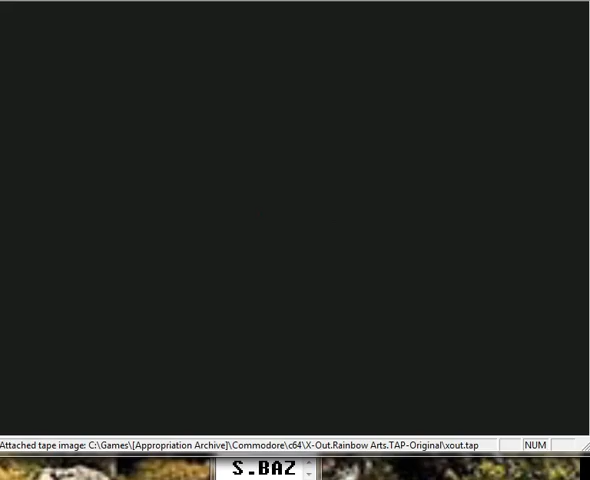 Attached tape image: C:\Games\[Appropriation Archive]\Commodore\c64\X-Out.Rainbow Arts.TAP-Original\xout.tap
NUM
S.BAZ